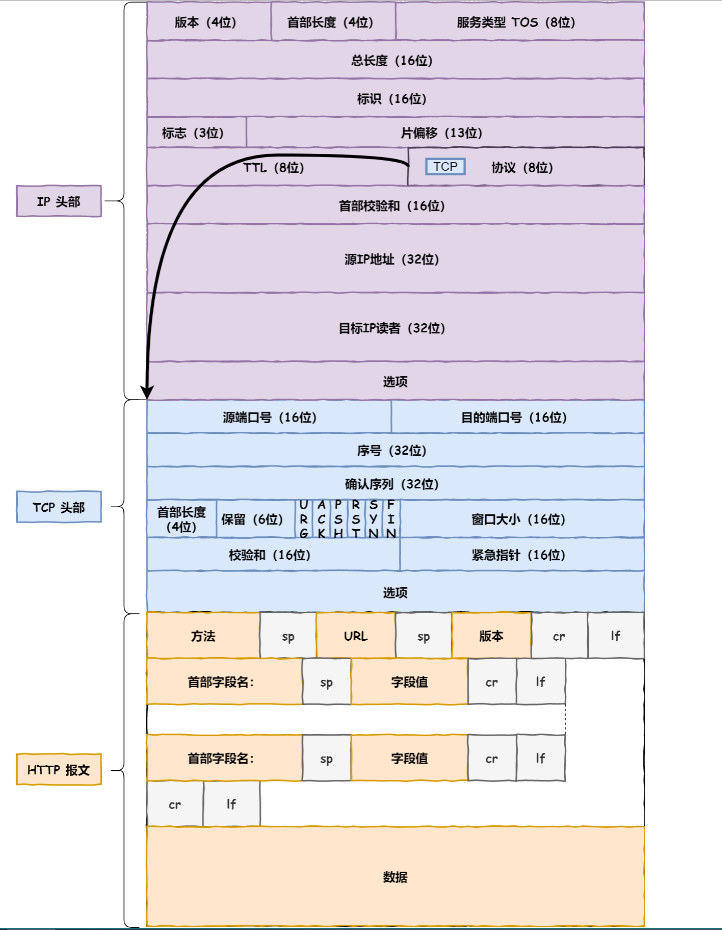 版本（4位） 首部长度（4位） 服务类型 TOS（8位）
总长度（16位）
标识（16位）
标志（3位） 片偏移（13位）
TTL（8位） TCP 协议（8位）
IP 头部
首部校验和（16位）
源IP地址（32位）
目标IP读者（32位）
选项
源端口号（16位） 目的端口号（16位）
序号（32位）
确认序列（32位）
TCP 头部
首部长度
（4位）
保留（6位）
URG
ACK
PSH
RST
SYN
FIN
窗口大小（16位）
校验和（16位） 紧急指针（16位）
选项
方法 sp URL sp 版本 cr lf
首部字段名： sp 字段值 cr lf
首部字段名： sp 字段值 cr lf
HTTP 报文
cr lf
数据